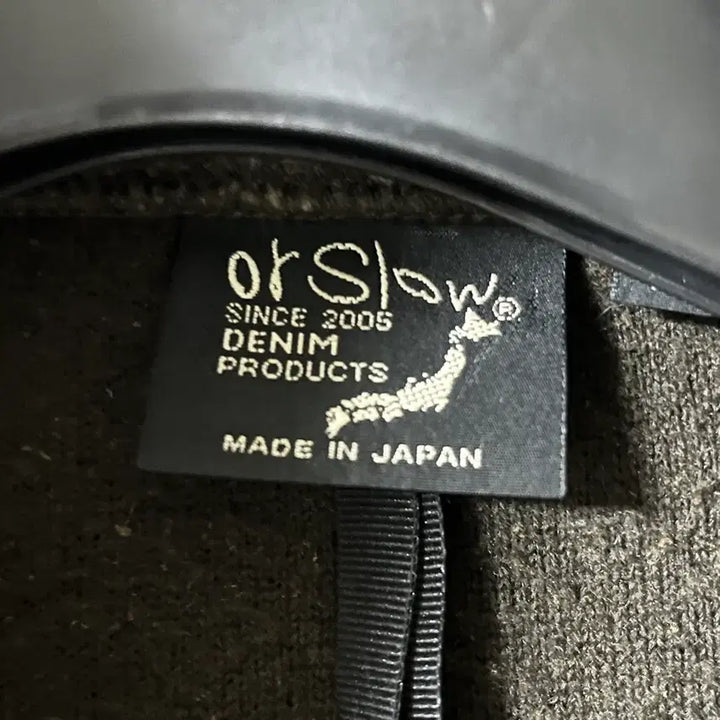 orSlow®
SINCE 2005
DENIM
PRODUCTS
MADE IN JAPAN